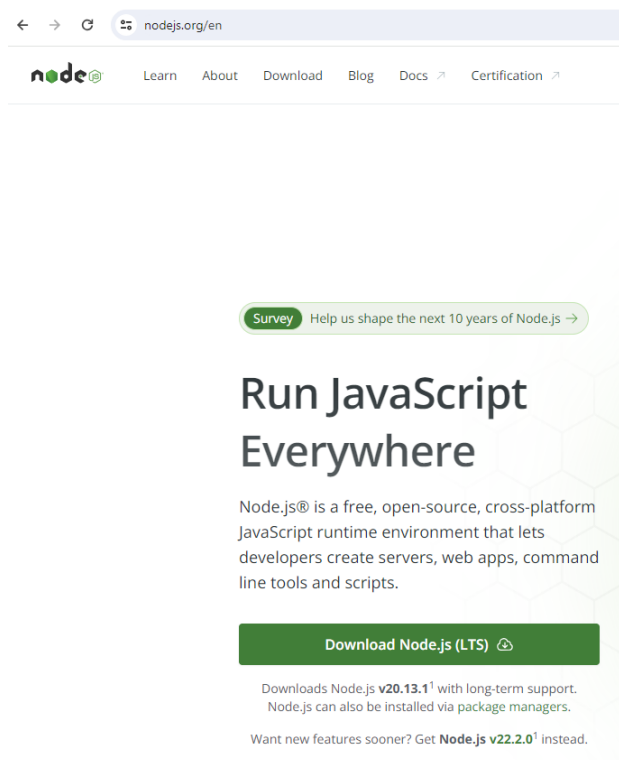 nodejs.org/en
node JS
Learn About Download Blog Docs Certification
Survey Help us shape the next 10 years of Node.js
Run JavaScript
Everywhere
Node.js® is a free, open-source, cross-platform
JavaScript runtime environment that lets
developers create servers, web apps, command
line tools and scripts.
Download Node.js (LTS)
Downloads Node.js v20.13.1¹ with long-term support.
Node.js can also be installed via package managers.
Want new features sooner? Get Node.js v22.2.0¹ instead.